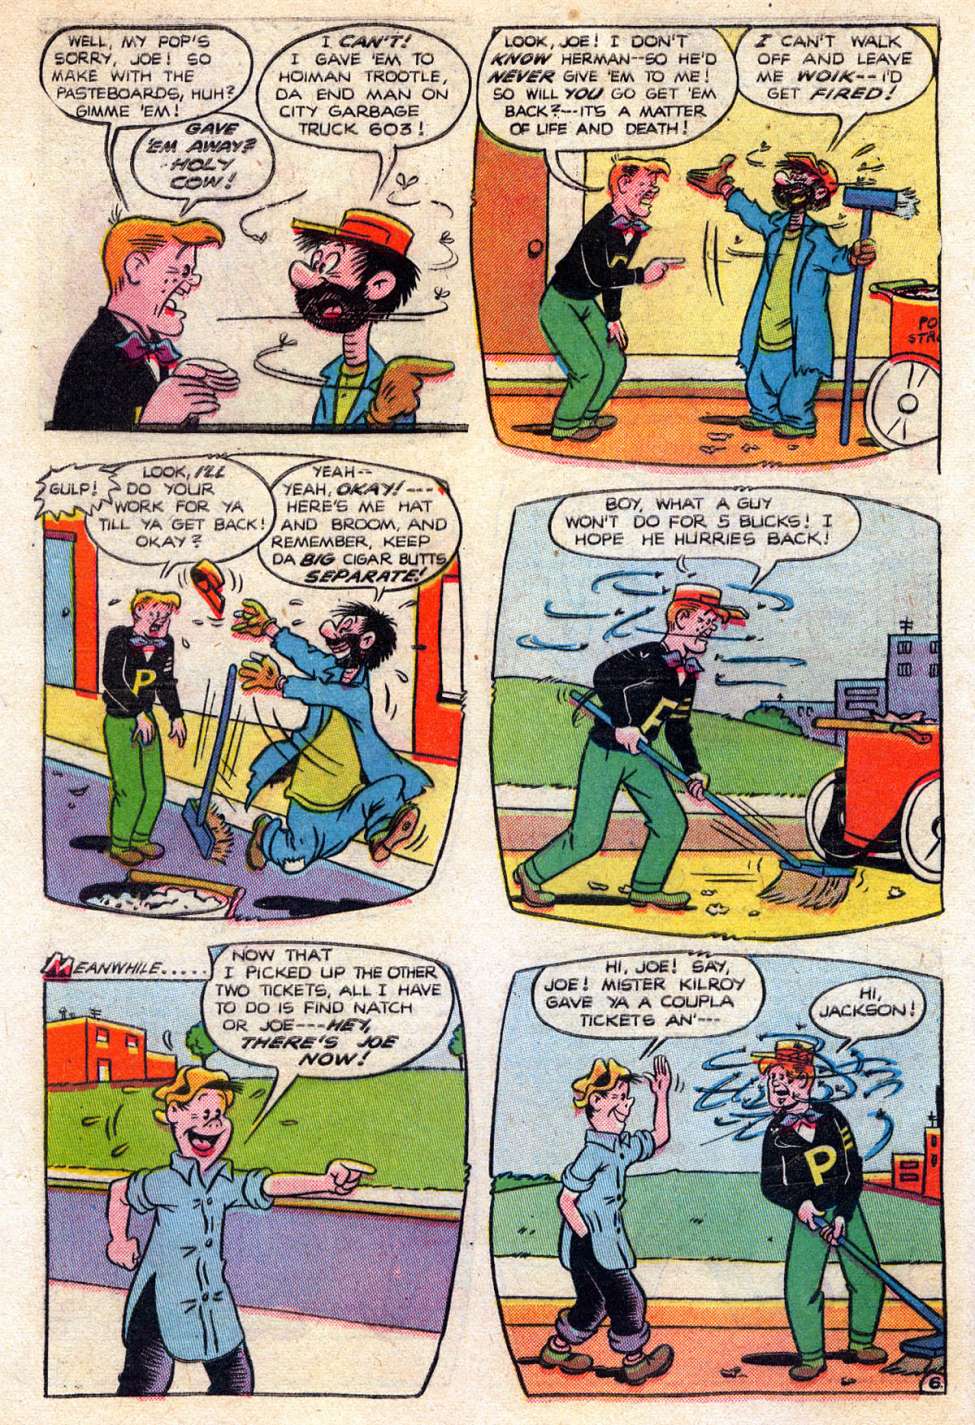 WELL, MY POP'S
SORRY, JOE! SO
MAKE WITH THE
PASTEBOARDS, HUH?
GIMME 'EM!
GAVE
'EM AWAY?
HOLY
COW!
I CAN'T!
I GAVE 'EM TO
HOIMAN TROOTLE,
DA END MAN ON
CITY GARBAGE
TRUCK 603!
LOOK, JOE! I DON'T
KNOW HERMAN--SO HE'D
NEVER GIVE 'EM TO ME!
SO WILL YOU GO GET 'EM
BACK?---IT'S A MATTER
OF LIFE AND DEATH!
I CAN'T WALK
OFF AND LEAVE
ME WOIK--I'D
GET FIRED!
PO
STR
GULP!
LOOK, I'LL
DO YOUR
WORK FOR YA
TILL YA GET BACK!
OKAY?
YEAH--
YEAH, OKAY!---
HERE'S ME HAT
AND BROOM, AND
REMEMBER, KEEP
DA BIG CIGAR BUTTS
SEPARATE!
P
BOY, WHAT A GUY
WON'T DO FOR 5 BUCKS! I
HOPE HE HURRIES BACK!
MEANWHILE.....
NOW THAT
I PICKED UP THE OTHER
TWO TICKETS, ALL I HAVE
TO DO IS FIND NATCH
OR JOE---HEY,
THERE'S JOE
NOW!
HI, JOE! SAY,
JOE! MISTER KILROY
GAVE YA A COUPLA
TICKETS AN'---
HI,
JACKSON!
P
6